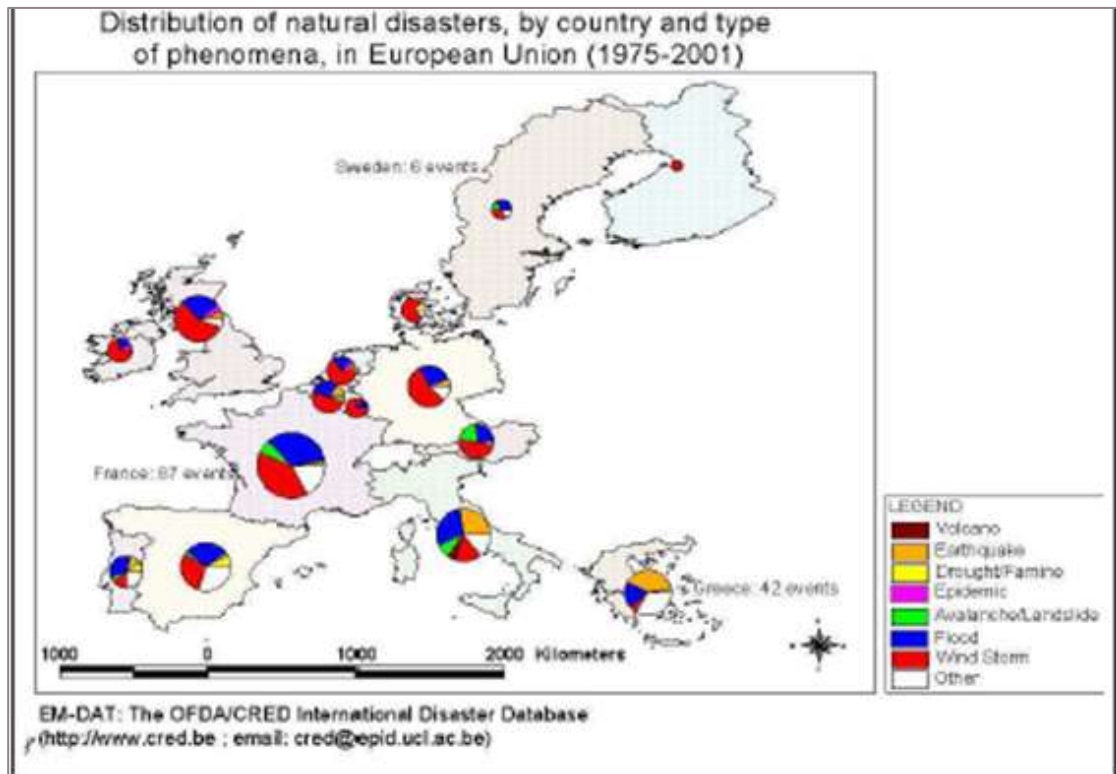 Distribution of natural disasters, by country and type
of phenomena, in European Union (1975-2001)
Sweden: 6 events
France: 87 events
Greece: 42 events
LEGEND
Volcano
Earthquake
Drought/Famine
Epidemic
Avalanche/Landslide
Flood
Wind Storm
Other
1000 0 1000 2000 Kilometers
EM-DAT: The OFDA/CRED International Disaster Database
(http://www.cred.be ; email: cred@epid.ucl.ac.be)